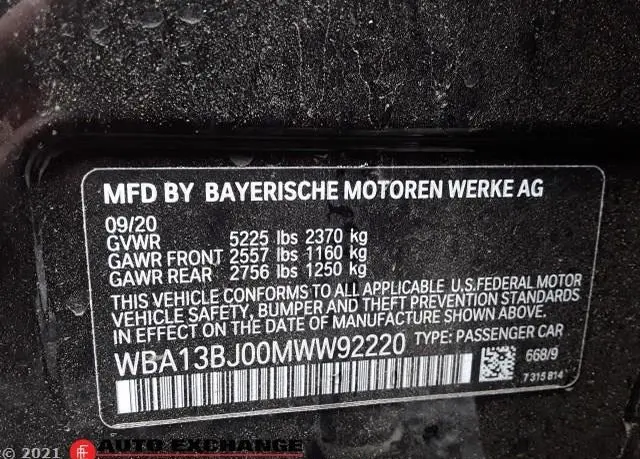 MFD BY BAYERISCHE MOTOREN WERKE AG
09/20
GVWR 5225 lbs 2370 kg
GAWR FRONT 2557 lbs 1160 kg
GAWR REAR 2756 lbs 1250 kg
THIS VEHICLE CONFORMS TO ALL APPLICABLE U.S.FEDERAL MOTOR
VEHICLE SAFETY, BUMPER AND THEFT PREVENTION STANDARDS
IN EFFECT ON THE DATE OF MANUFACTURE SHOWN ABOVE.
WBA13BJ00MWW92220 TYPE: PASSENGER CAR
668/9
7 315 814
© 2021 AUTO EXCHANGE